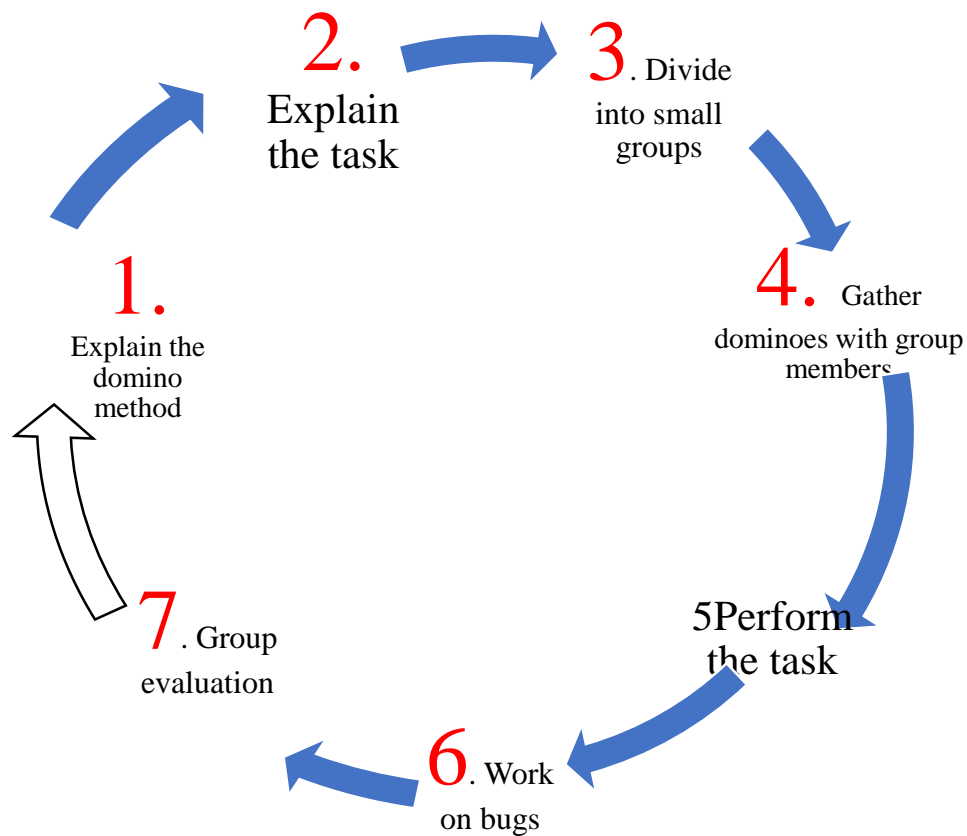 1.
Explain the
domino
method
2.
Explain
the task
3. Divide
into small
groups
4. Gather
dominoes with group
members
5Perform
the task
6. Work
on bugs
7. Group
evaluation